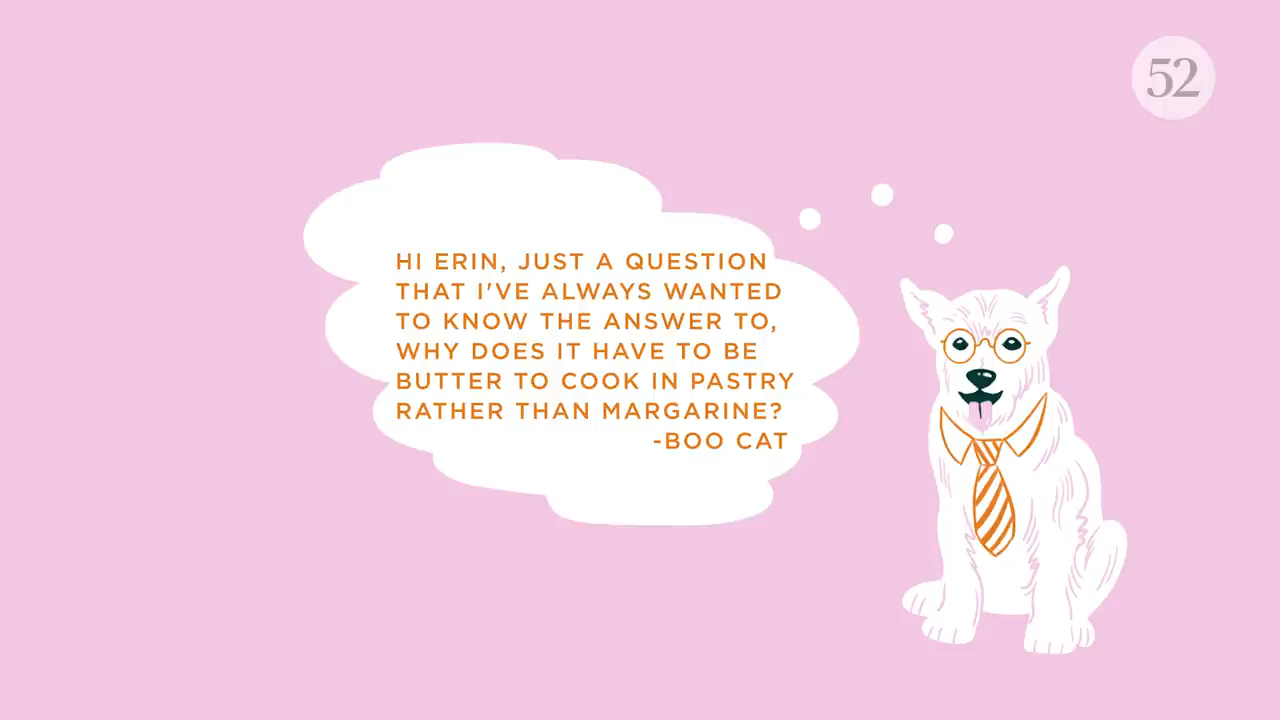 52
HI ERIN, JUST A QUESTION
THAT I'VE ALWAYS WANTED
TO KNOW THE ANSWER TO,
WHY DOES IT HAVE TO BE
BUTTER TO COOK IN PASTRY
RATHER THAN MARGARINE?
-BOO CAT